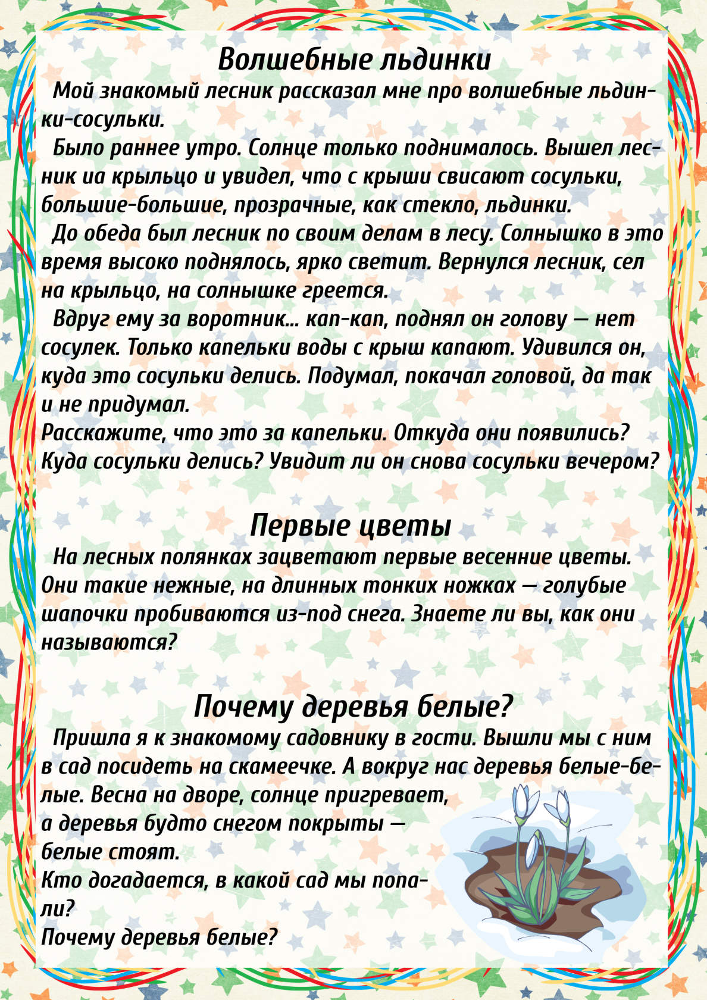 Волшебные льдинки
Мой знакомый лесник рассказал мне про волшебные льдин-
ки-сосульки.
Было раннее утро. Солнце только поднималось. Вышел лес-
ник иа крыльцо и увидел, что с крыши свисают сосульки,
большие-большие, прозрачные, как стекло, льдинки.
До обеда был лесник по своим делам в лесу. Солнышко в это
время высоко поднялось, ярко светит. Вернулся лесник, сел
на крыльцо, на солнышке греется.
Вдруг ему за воротник... кап-кап, поднял он голову — нет
сосулек. Только капельки воды с крыш капают. Удивился он,
куда это сосульки делись. Подумал, покачал головой, да так
и не придумал.
Расскажите, что это за капельки. Откуда они появились?
Куда сосульки делись? Увидит ли он снова сосульки вечером?
Первые цветы
На лесных полянках зацветают первые весенние цветы.
Они такие нежные, на длинных тонких ножках — голубые
шапочки пробиваются из-под снега. Знаете ли вы, как они
называются?
Почему деревья белые?
Пришла я к знакомому садовнику в гости. Вышли мы с ним
в сад посидеть на скамеечке. А вокруг нас деревья белые-бе-
лые. Весна на дворе, солнце пригревает,
а деревья будто снегом покрыты —
белые стоят.
Кто догадается, в какой сад мы попа-
ли?
Почему деревья белые?